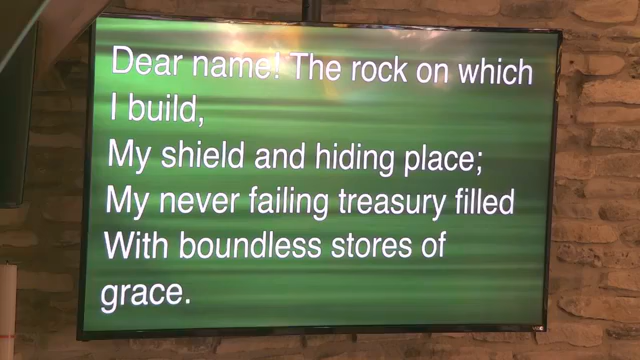 Dear name! The rock on which
I build,
My shield and hiding place;
My never failing treasury filled
With boundless stores of
grace.